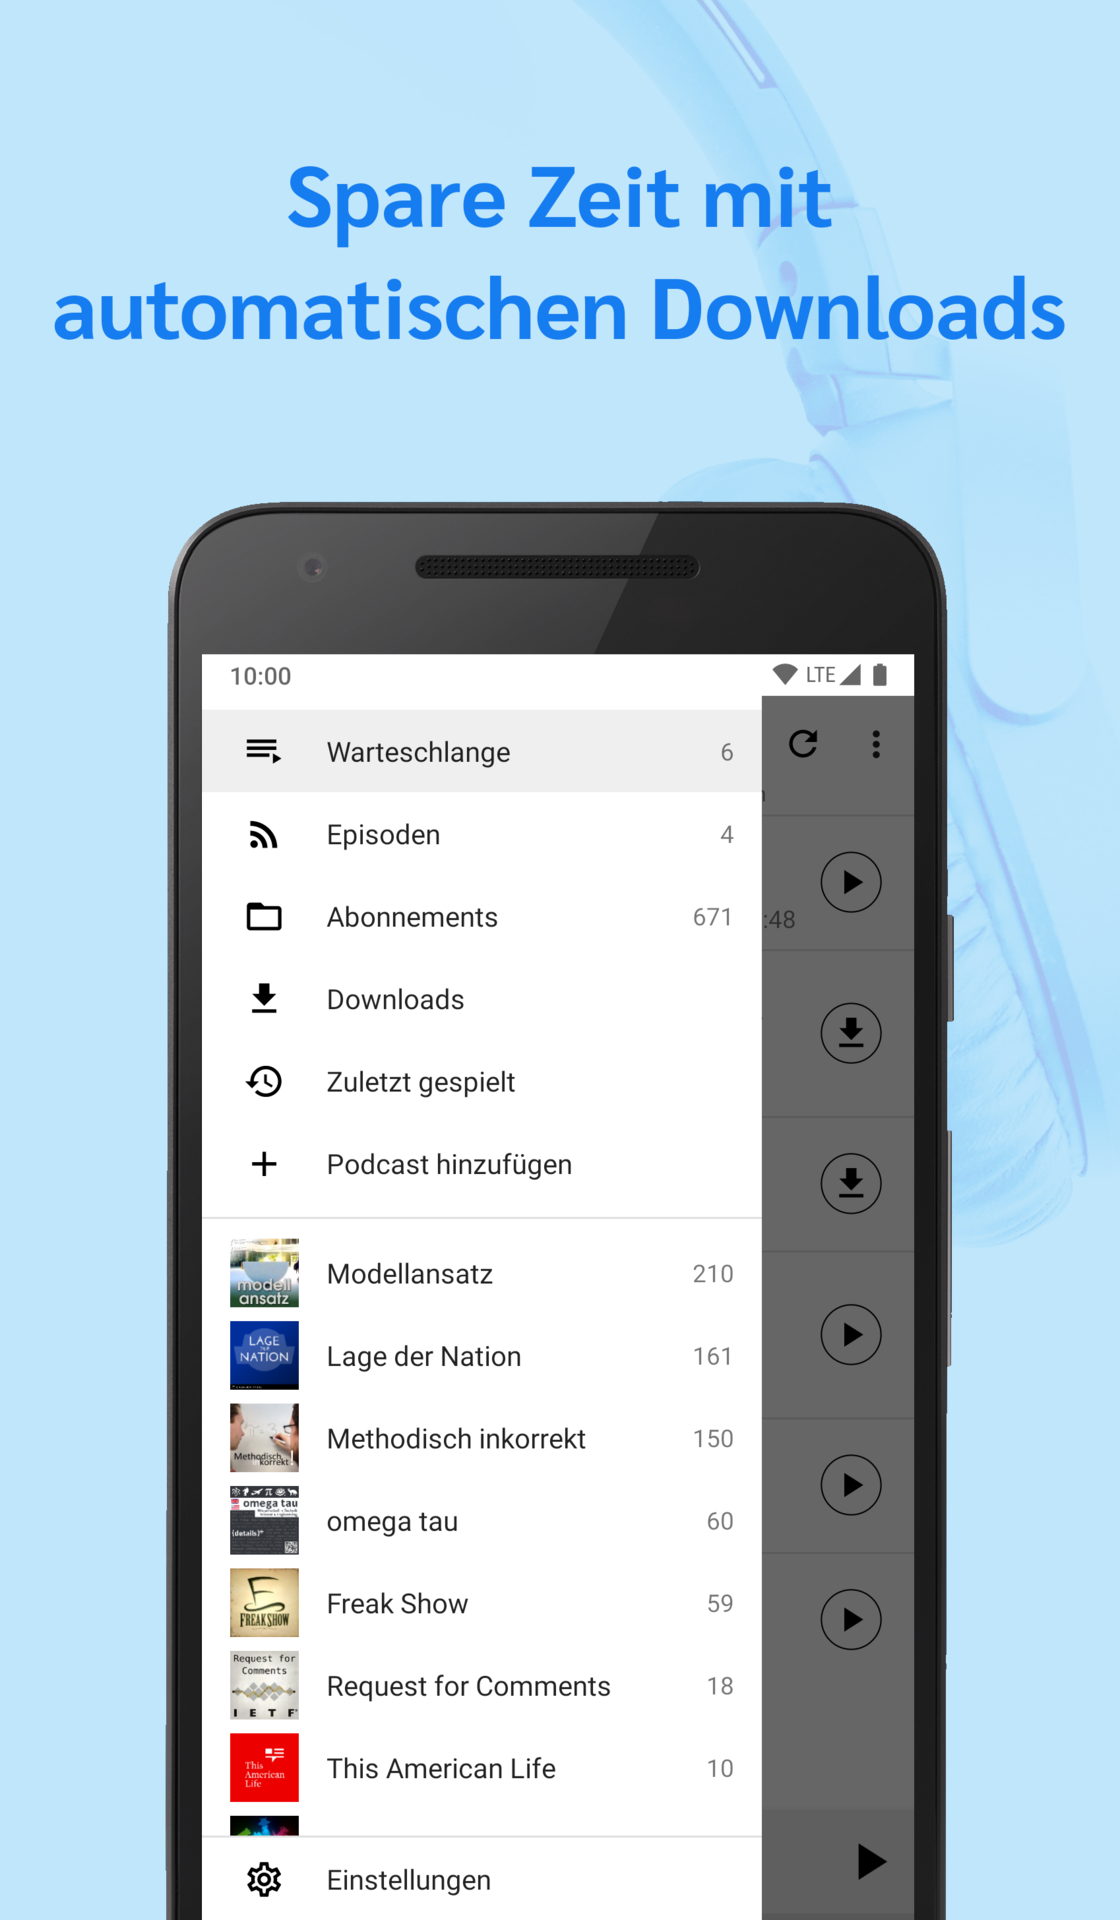 Spare Zeit mit
automatischen Downloads
10:00 LTE
Warteschlange 6
Episoden 4
:48
Abonnements 671
Downloads
Zuletzt gespielt
Podcast hinzufügen
modell
ansatz
Modellansatz 210
LAGE
DER
NATION
Lage der Nation 161
Methodisch
korrekt!
Methodisch inkorrekt 150
omega tau
{details}
omega tau 60
FREAK SHOW
Freak Show 59
Request for
Comments
I E T F
Request for Comments 18
This
American
Life
This American Life 10
Einstellungen